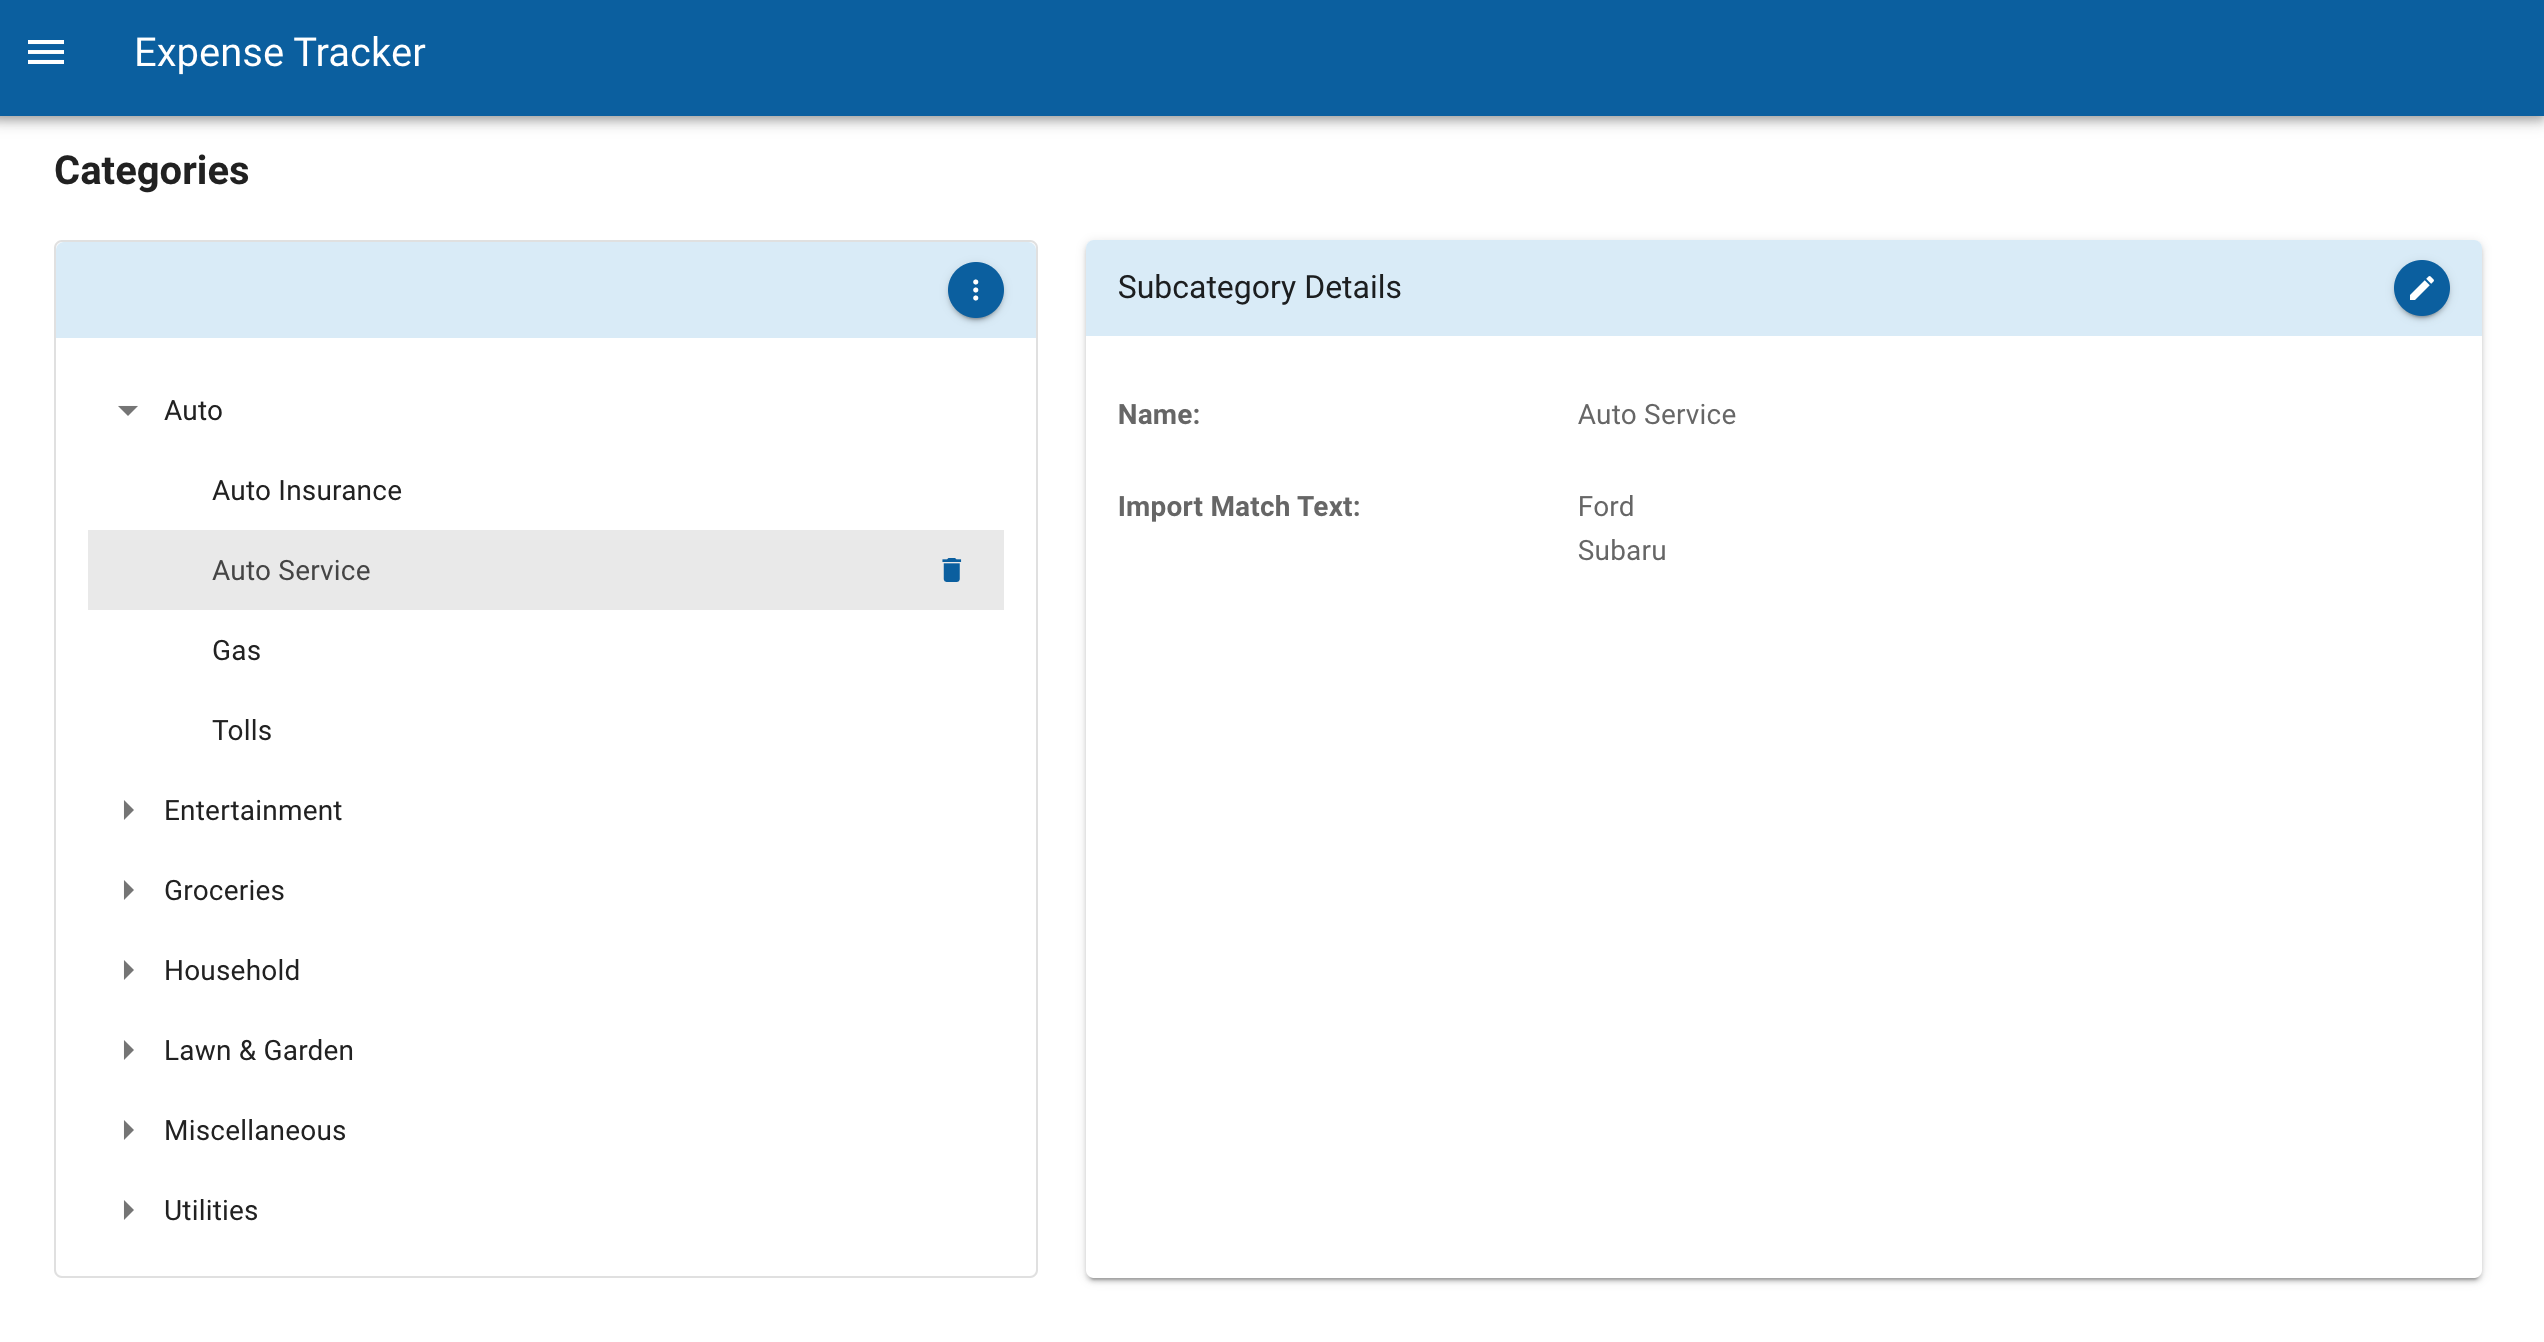 Expense Tracker
Categories
Auto
Auto Insurance
Auto Service
Gas
Tolls
Entertainment
Groceries
Household
Lawn & Garden
Miscellaneous
Utilities
Subcategory Details
Name: Auto Service
Import Match Text: Ford
Subaru